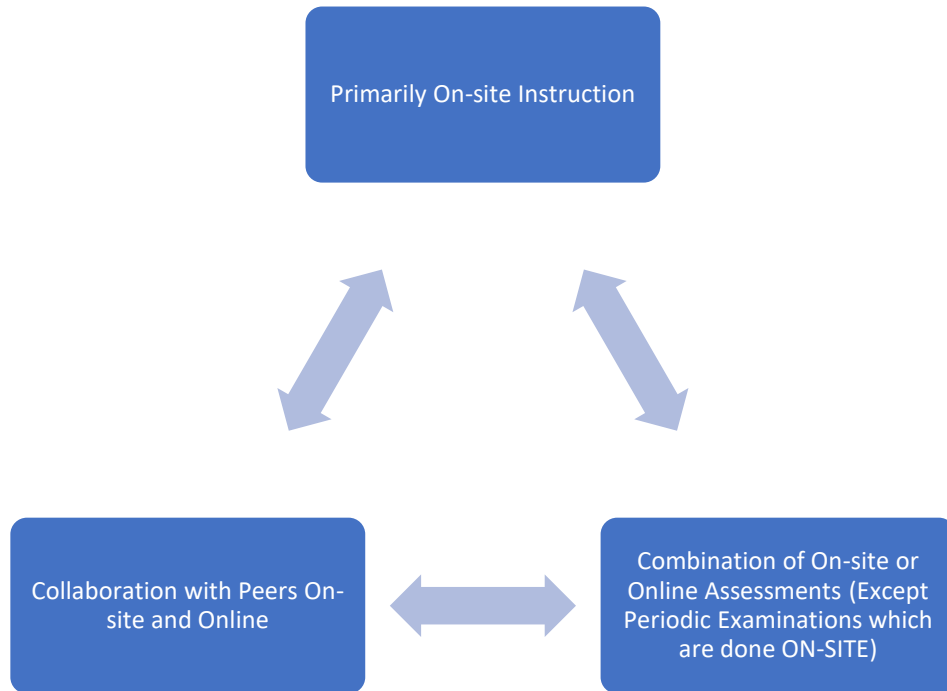 Primarily On-site Instruction
Collaboration with Peers On-
site and Online
Combination of On-site or
Online Assessments (Except
Periodic Examinations which
are done ON-SITE)